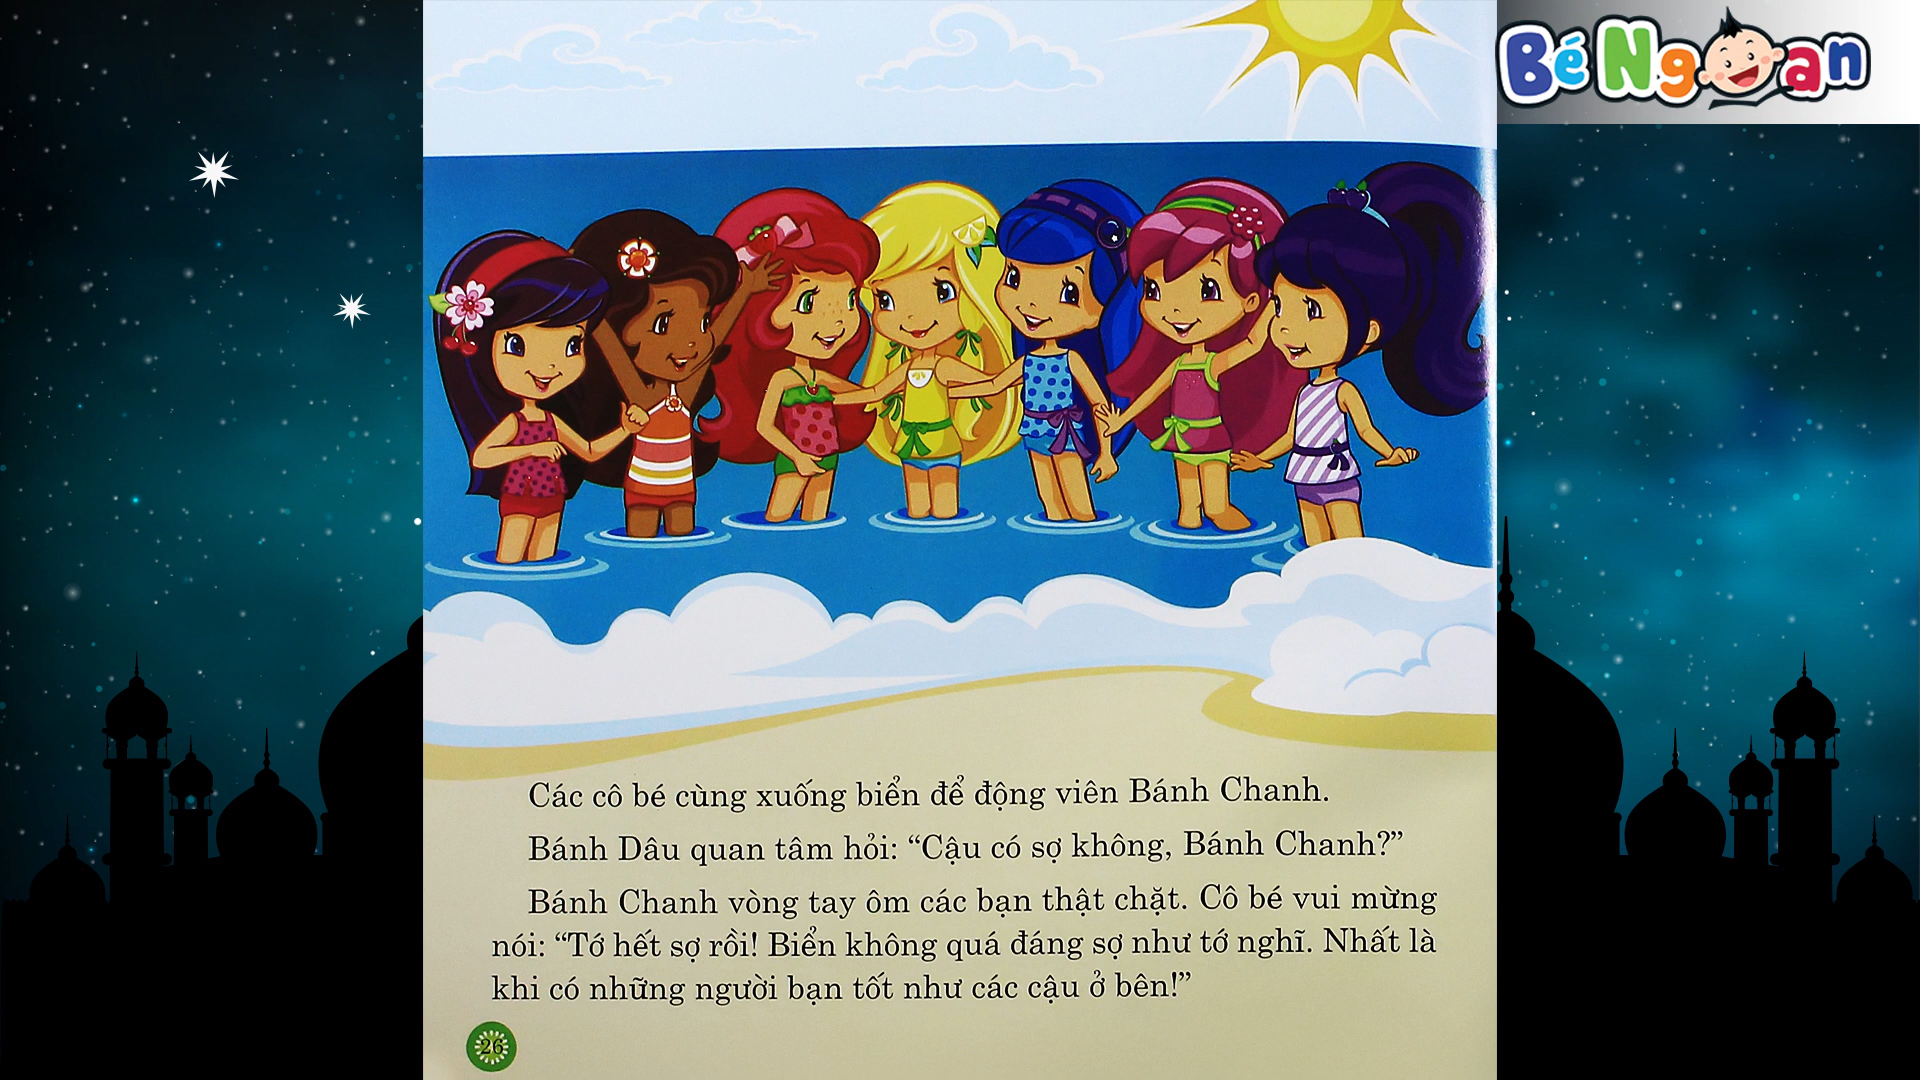 Bé Ngoan
Các cô bé cùng xuống biển để động viên Bánh Chanh.
Bánh Dâu quan tâm hỏi: “Cậu có sợ không, Bánh Chanh?”
Bánh Chanh vòng tay ôm các bạn thật chặt. Cô bé vui mừng
nói: “Tớ hết sợ rồi! Biển không quá đáng sợ như tớ nghĩ. Nhất là
khi có những người bạn tốt như các cậu ở bên!”
26